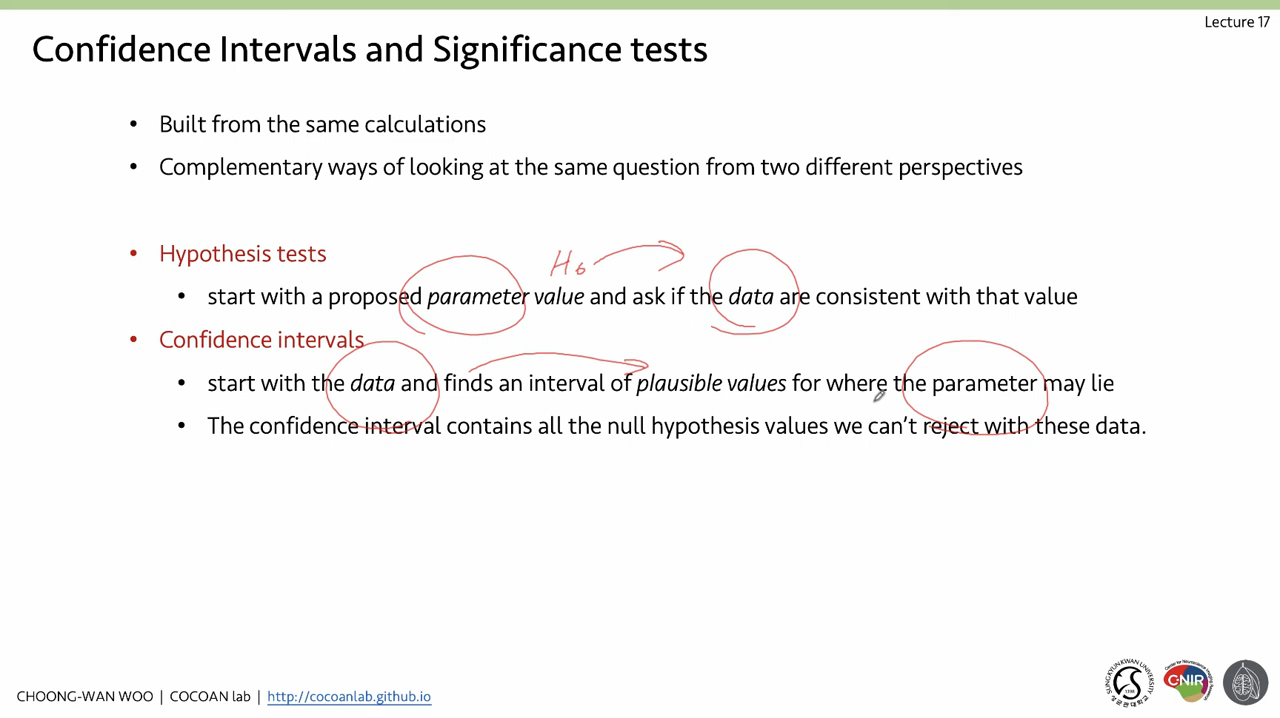 Lecture 17
Confidence Intervals and Significance tests
• Built from the same calculations
• Complementary ways of looking at the same question from two different perspectives
• Hypothesis tests
H₀
• start with a proposed parameter value and ask if the data are consistent with that value
• Confidence intervals
• start with the data and finds an interval of plausible values for where the parameter may lie
• The confidence interval contains all the null hypothesis values we can't reject with these data.
CHOONG-WAN WOO | COCOAN lab | http://cocoanlab.github.io
CNIR